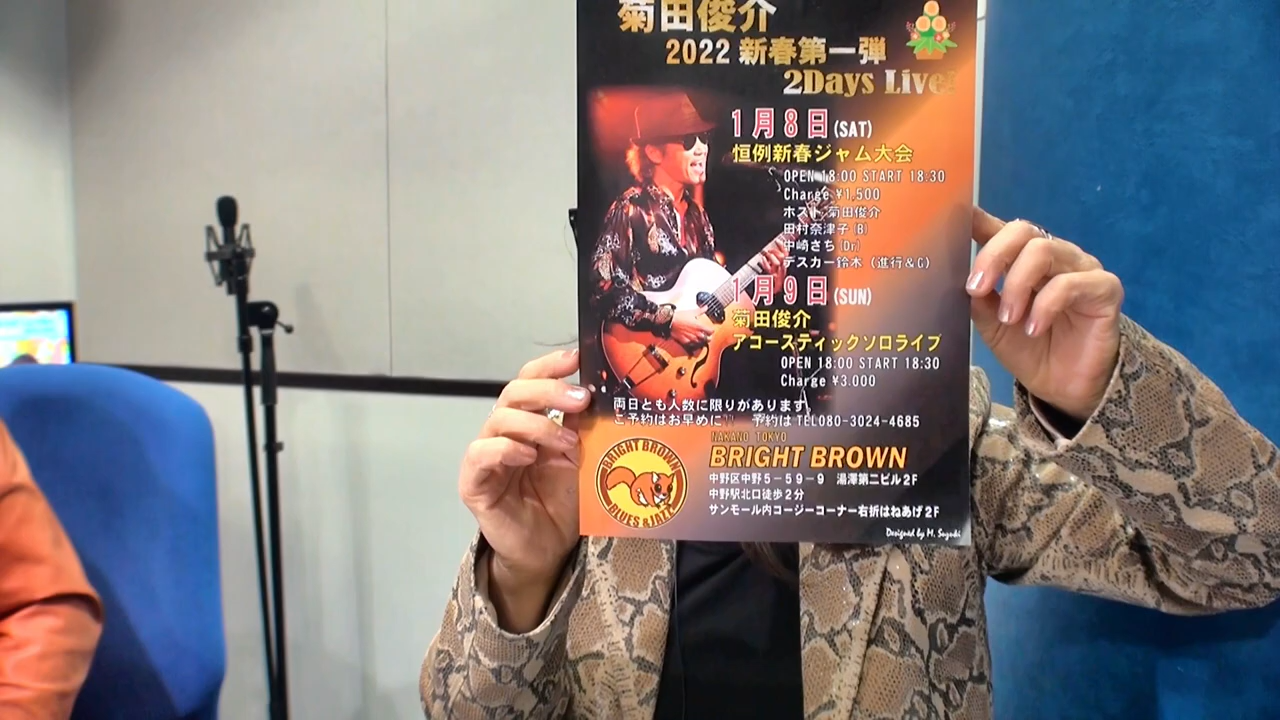 菊田俊介
2022 新春第一弾
2Days Live!
1月8日(SAT)
恒例新春ジャム大会
OPEN 18:00 START 18:30
Charge ¥1,500
ホスト 菊田俊介
田村奈津子(B)
中崎さち(Dr)
デスカー鈴木 (進行&G)
1月9日(SUN)
菊田俊介
アコースティックソロライブ
OPEN 18:00 START 18:30
Charge ¥3.000
両日とも人数に限りがあります。
ご予約はお早めに!! 予約は TEL080-3024-4685
NAKANO TOKYO
BRIGHT BROWN
BRIGHT BROWN
BLUES & JAZZ
中野区中野5-59-9 湯澤第二ビル2F
中野駅北口徒歩2分
サンモール内コージーコーナー右折はねあげ2F
Designed by M. Suzuki